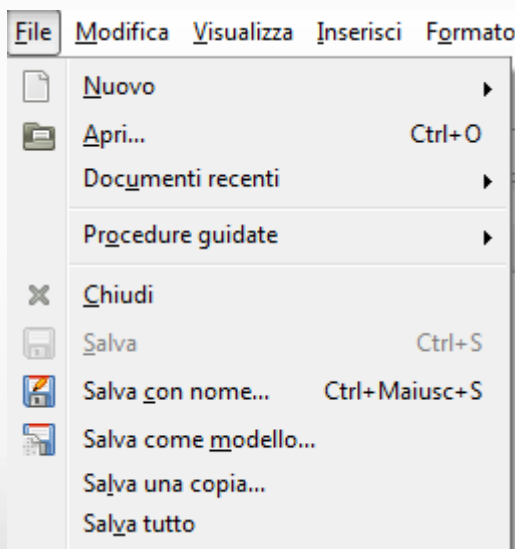 File Modifica Visualizza Inserisci Formato
Nuovo
Apri... Ctrl+O
Documenti recenti
Procedure guidate
Chiudi
Salva Ctrl+S
Salva con nome... Ctrl+Maiusc+S
Salva come modello...
Salva una copia...
Salva tutto